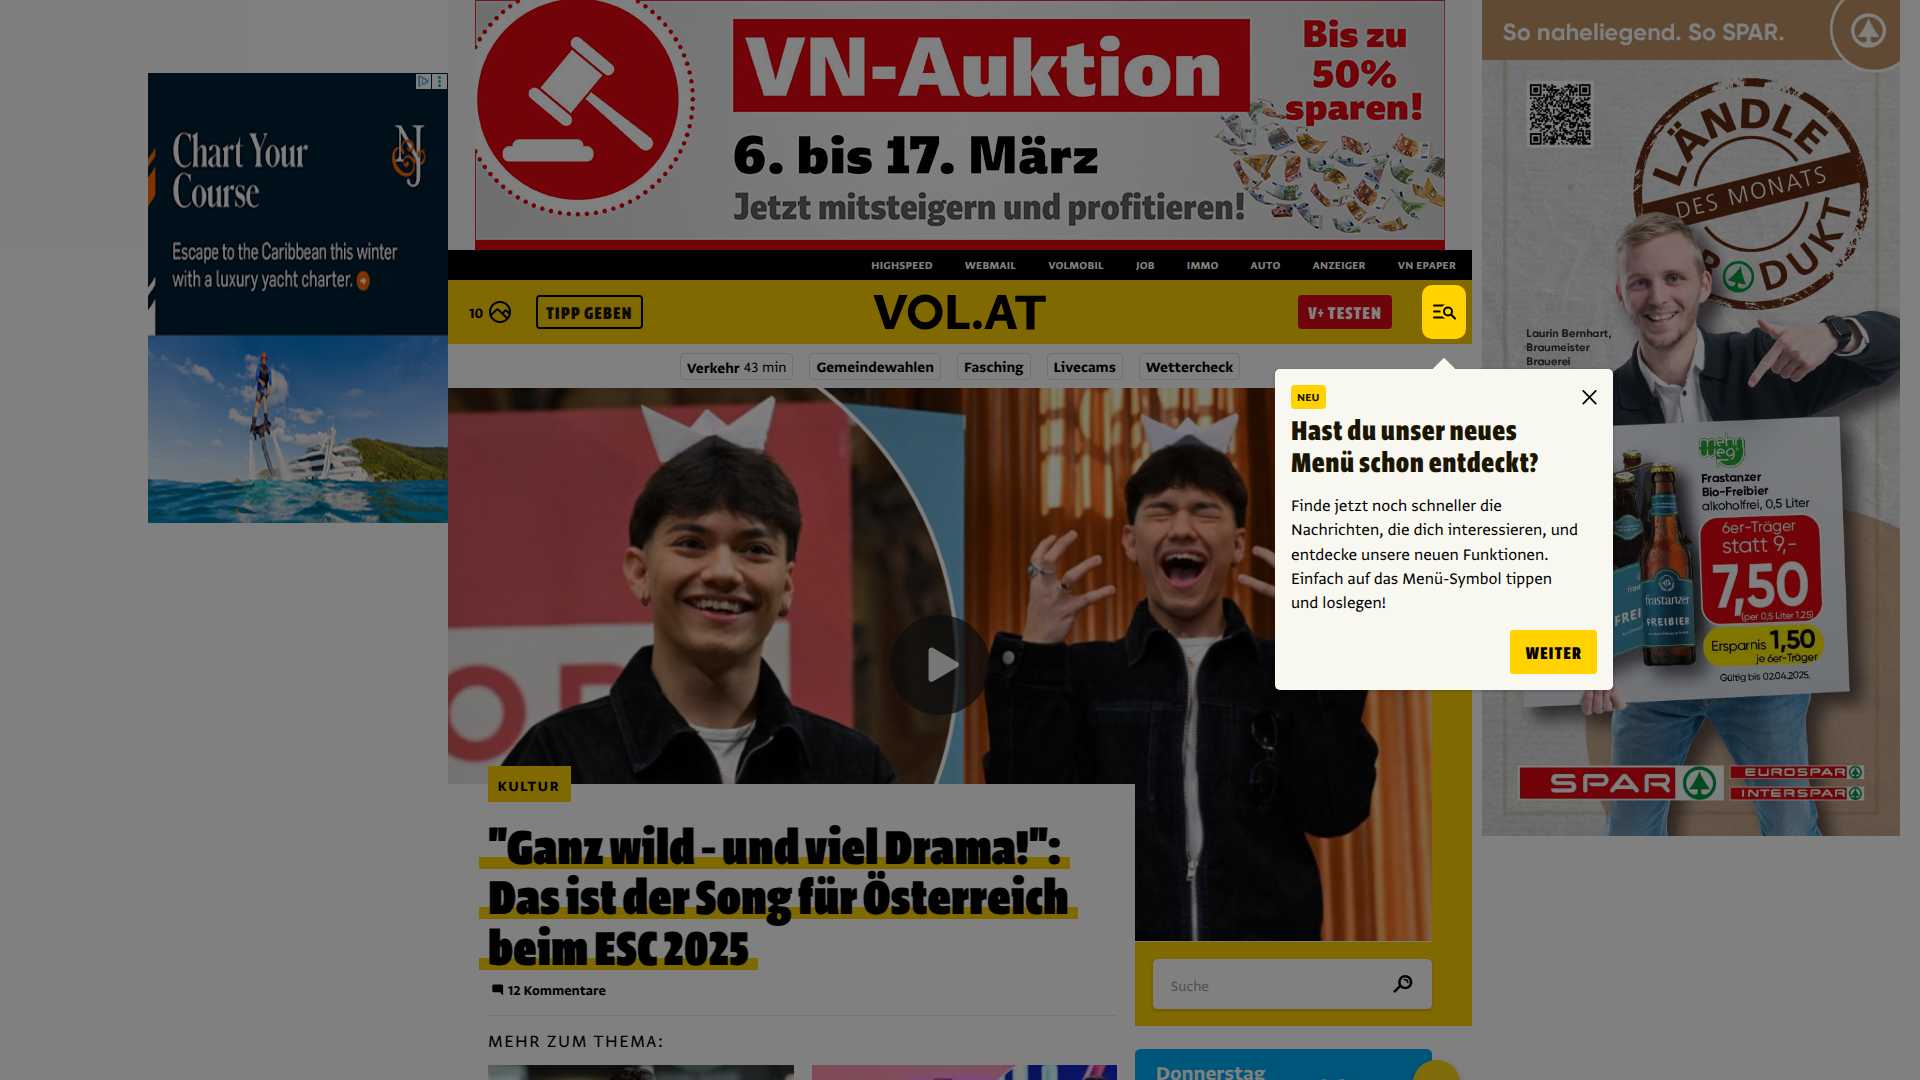 VN-Auktion
Bis zu
50%
sparen!
6. bis 17. März
Jetzt mitsteigern und profitieren!
So naheliegend. So SPAR.
LÄNDLE
DES MONATS
PRODUKT
Chart Your
Course
NJ
Escape to the Caribbean this winter
with a luxury yacht charter.
HIGHSPEED WEBMAIL VOLMOBIL JOB IMMO AUTO ANZEIGER VN EPAPER
10 TIPP GEBEN VOL.AT V+ TESTEN
Verkehr 43 min Gemeindewahlen Fasching Livecams Wettercheck
Laurin Bernhart,
Braumeister
Brauerei
NEU
Hast du unser neues
Menü schon entdeckt?
Finde jetzt noch schneller die
Nachrichten, die dich interessieren, und
entdecke unsere neuen Funktionen.
Einfach auf das Menü-Symbol tippen
und loslegen!
WEITER
mehr
weg
Frastanzer
Bio-Freibier
alkoholfrei, 0,5 Liter
6er-Träger
statt 9,-
7,50
(per 0,5 Liter 1,25)
Ersparnis 1,50
je 6er-Träger
Gültig bis 02.04.2025.
frastanzer
FREIBIER
SPAR
EUROSPAR
INTERSPAR
KULTUR
"Ganz wild - und viel Drama!":
Das ist der Song für Österreich
beim ESC 2025
12 Kommentare
MEHR ZUM THEMA:
Suche
Donnerstag